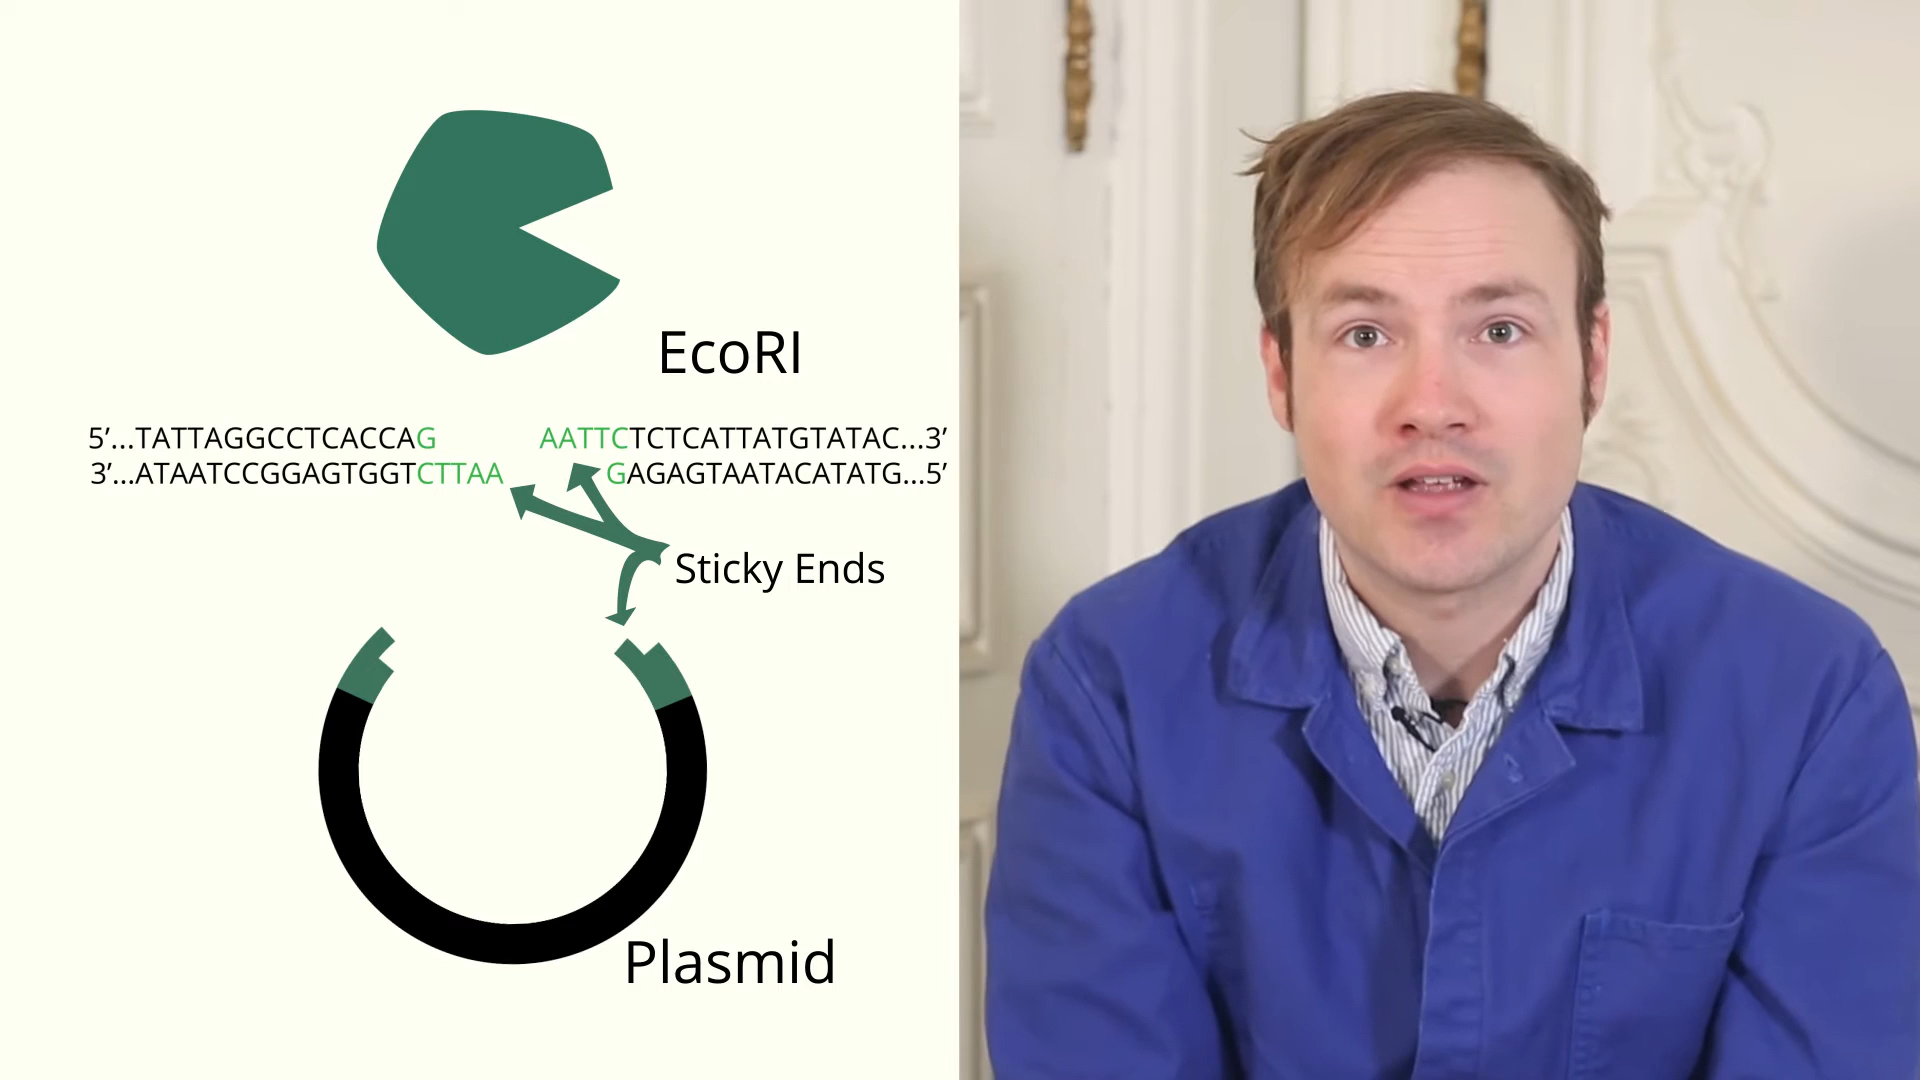 EcoRI
5’...TATTAGGCCTCACCAG AATTCTCTCATTATGTATAC...3’
3’...ATAATCCGGAGTGGTCTTAA GAGAGTAATACATATG...5’
Sticky Ends
Plasmid